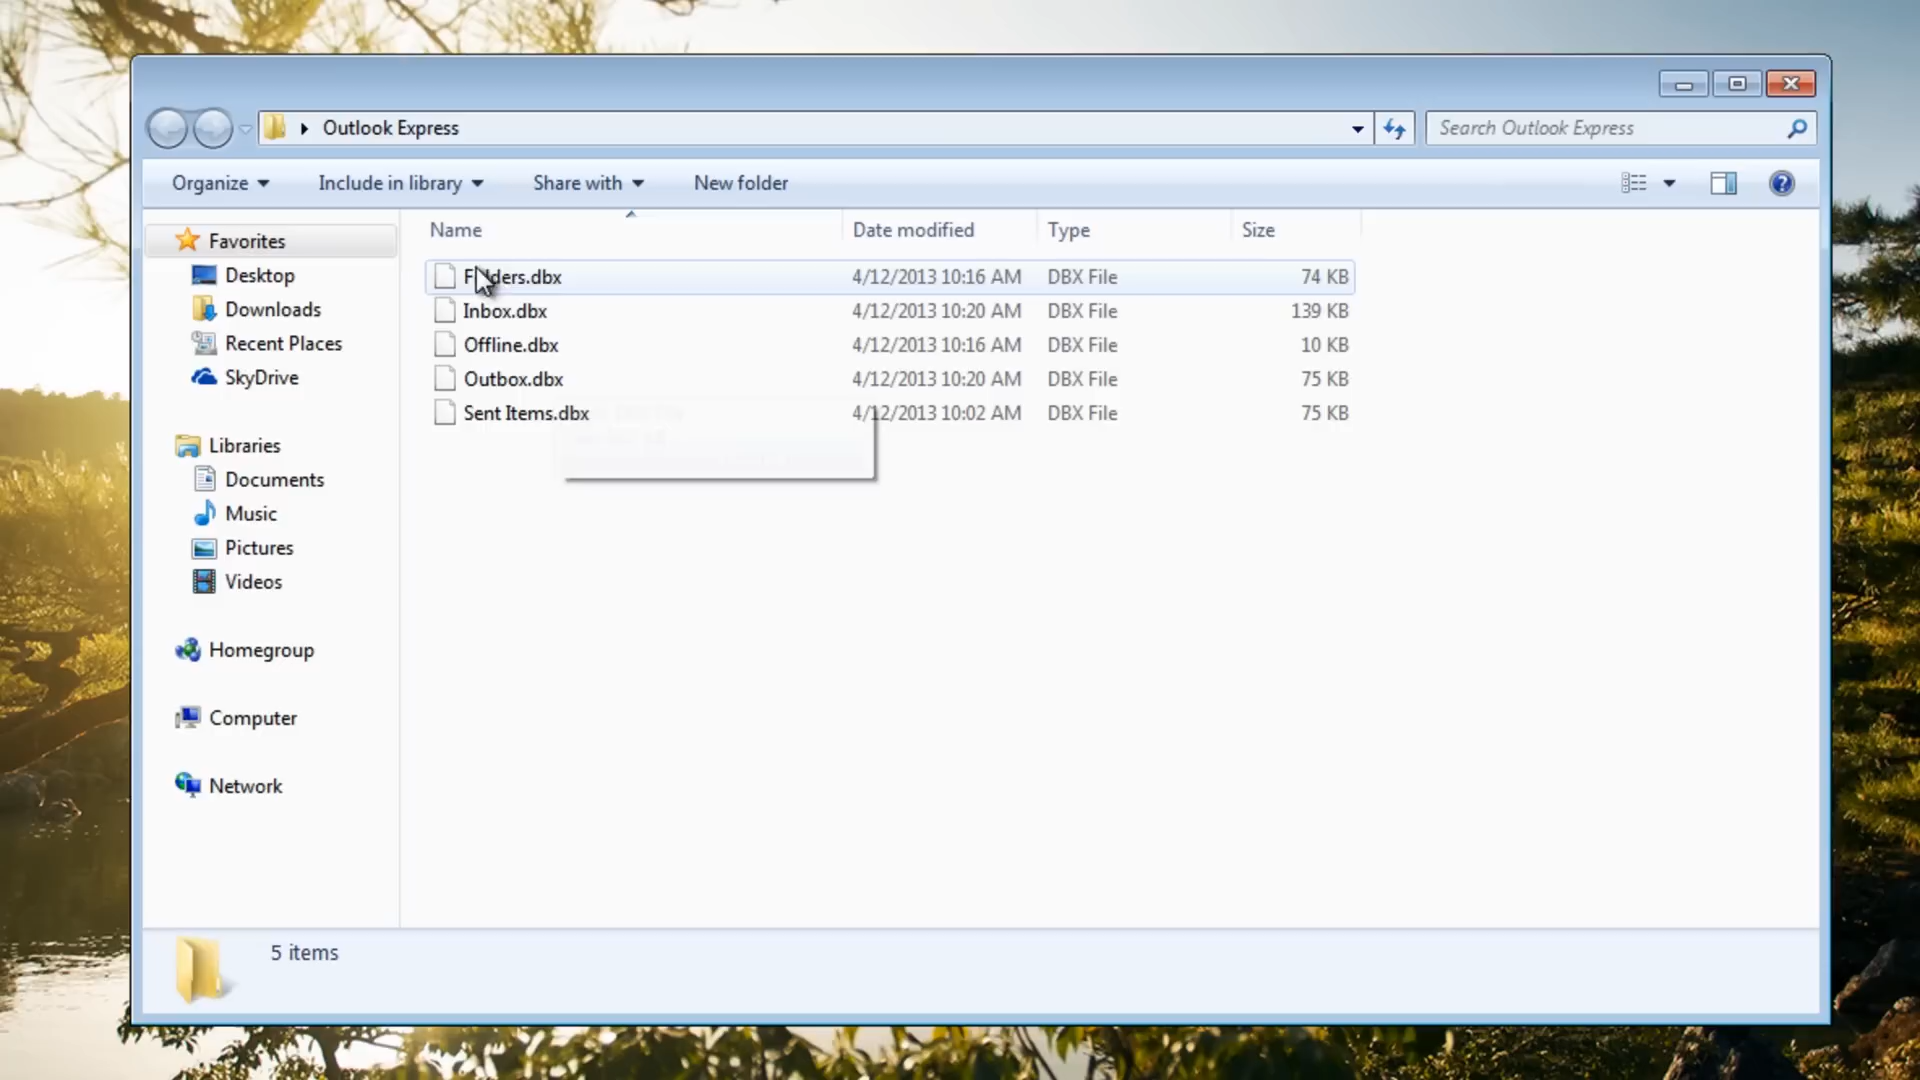 Outlook Express
Search Outlook Express
Organize
Include in library
Share with
New folder
Name
Date modified
Type
Size
Favorites
Desktop
Downloads
Recent Places
SkyDrive
Libraries
Documents
Music
Pictures
Videos
Homegroup
Computer
Network
Folders.dbx 4/12/2013 10:16 AM DBX File 74 KB
Inbox.dbx 4/12/2013 10:20 AM DBX File 139 KB
Offline.dbx 4/12/2013 10:16 AM DBX File 10 KB
Outbox.dbx 4/12/2013 10:20 AM DBX File 75 KB
Sent Items.dbx 4/12/2013 10:02 AM DBX File 75 KB
5 items